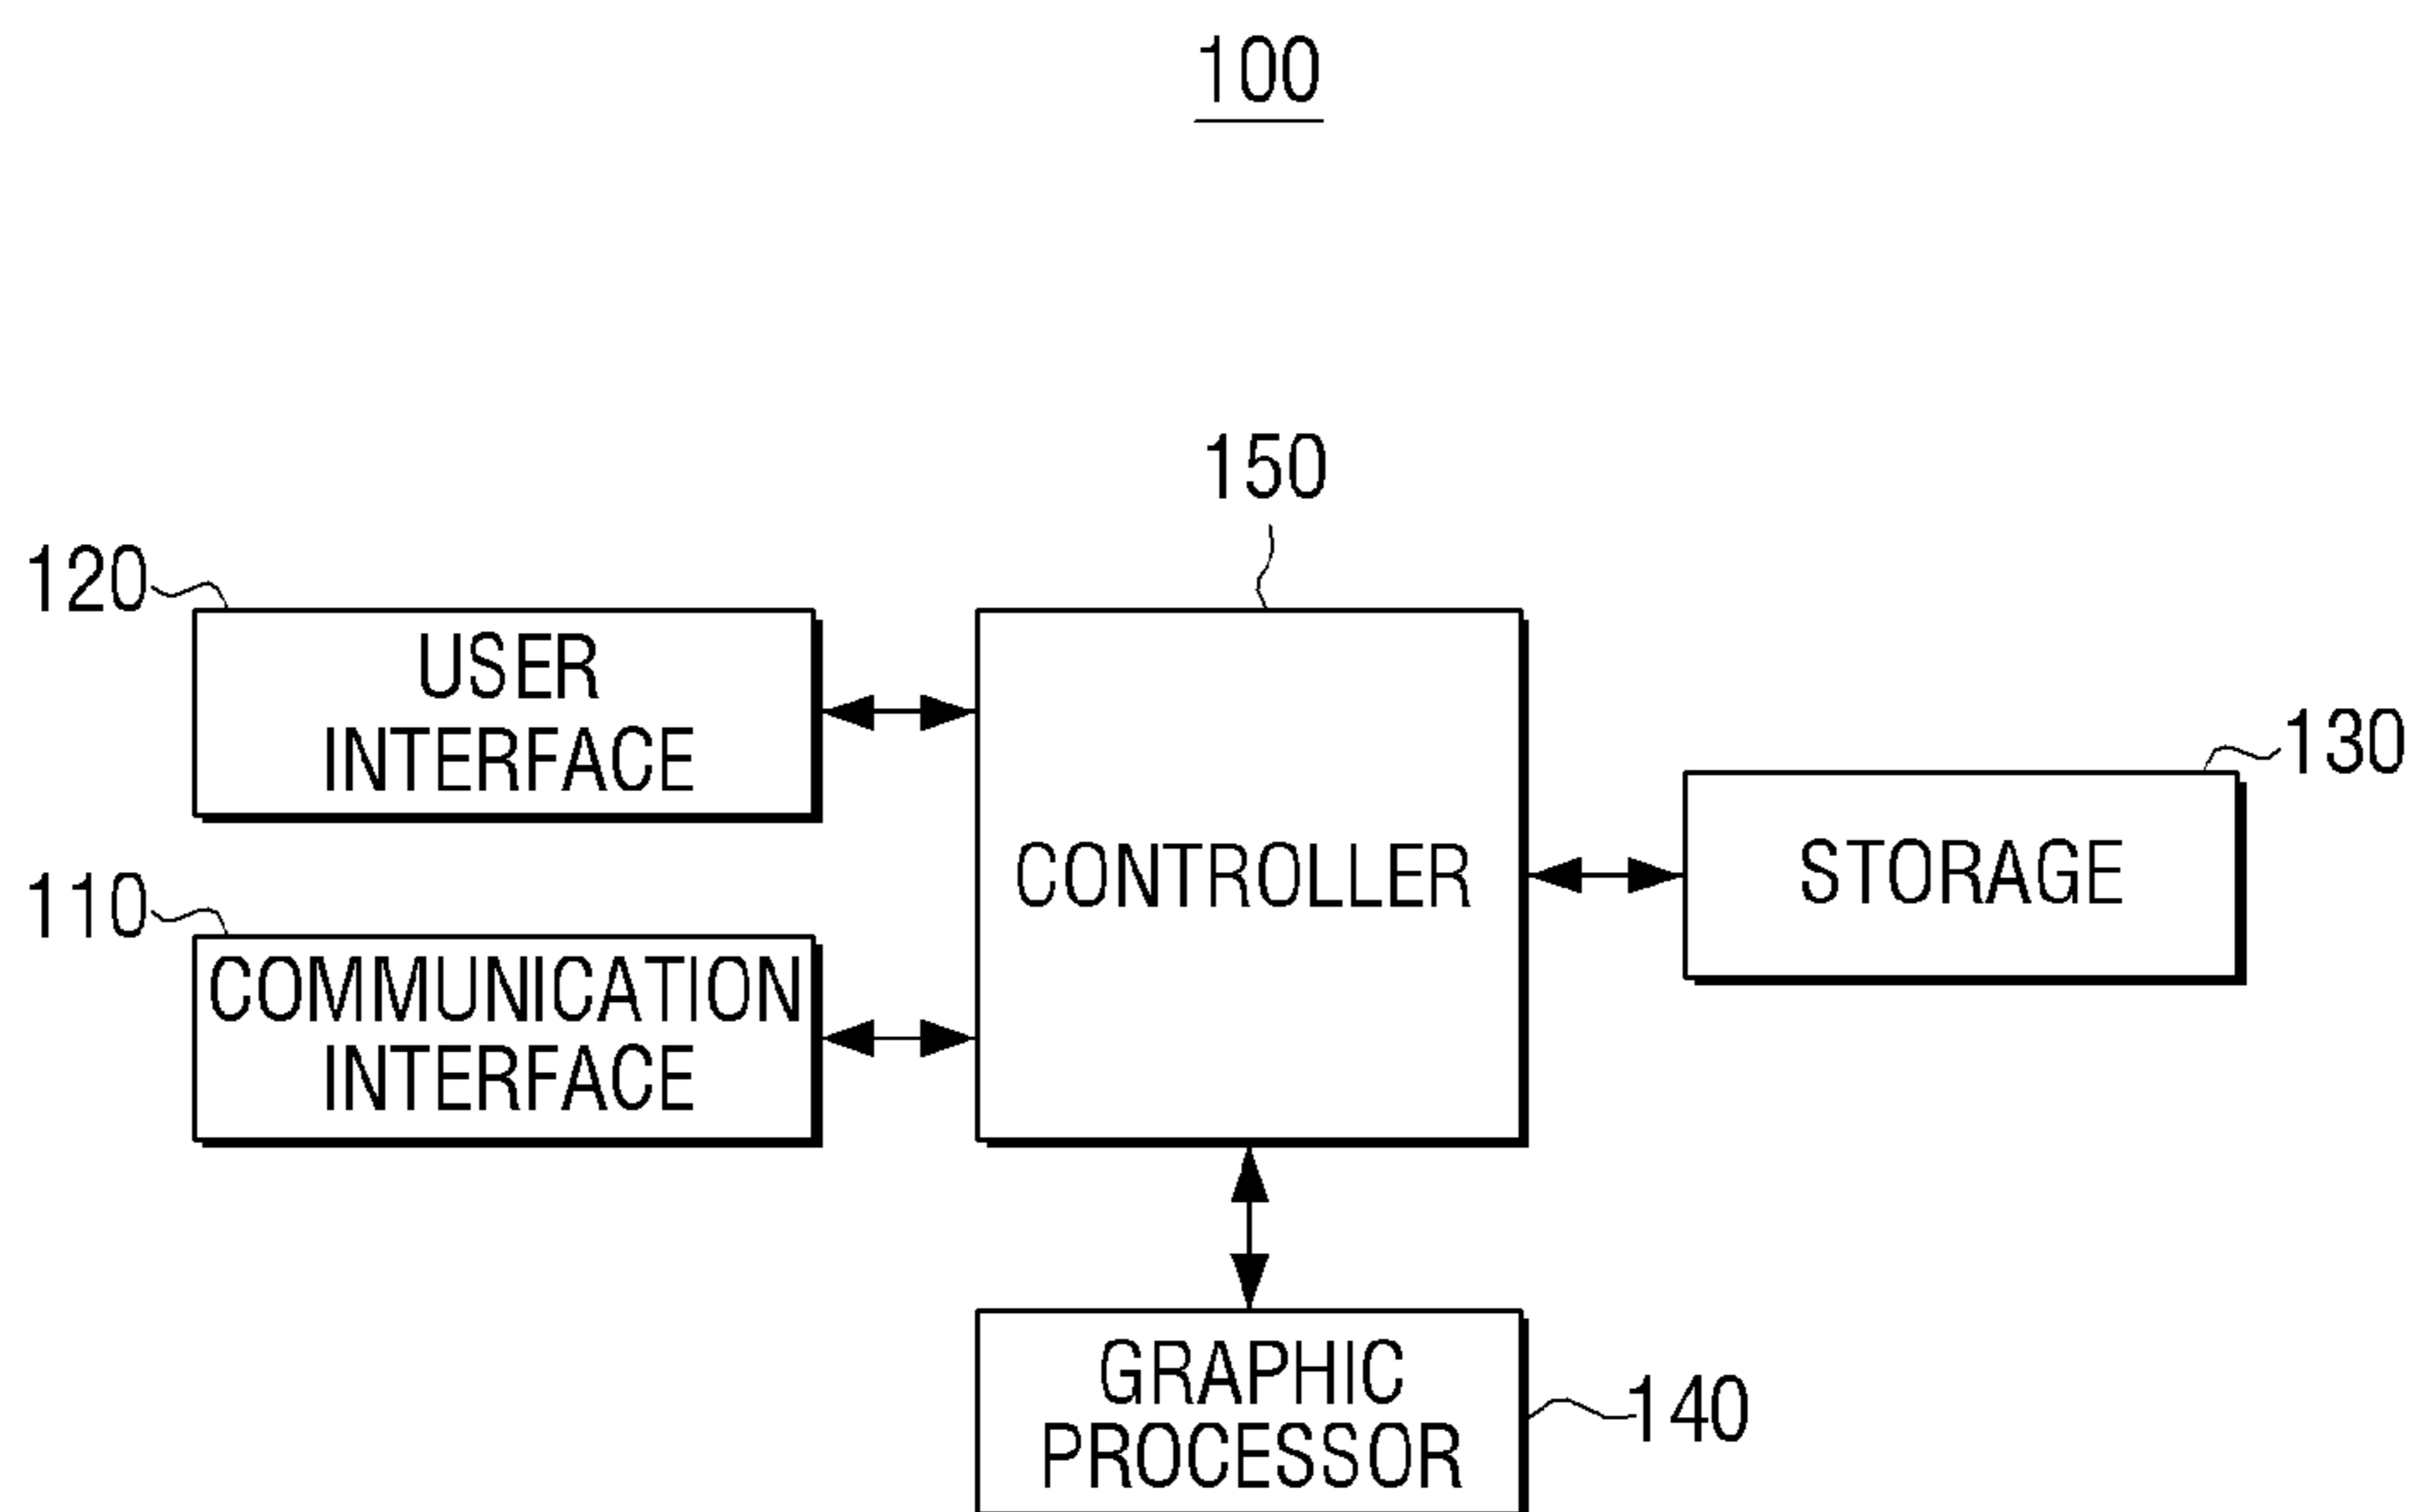 100
150
120
USER
INTERFACE
130
CONTROLLER
STORAGE
110
COMMUNICATION
INTERFACE
GRAPHIC
PROCESSOR
140